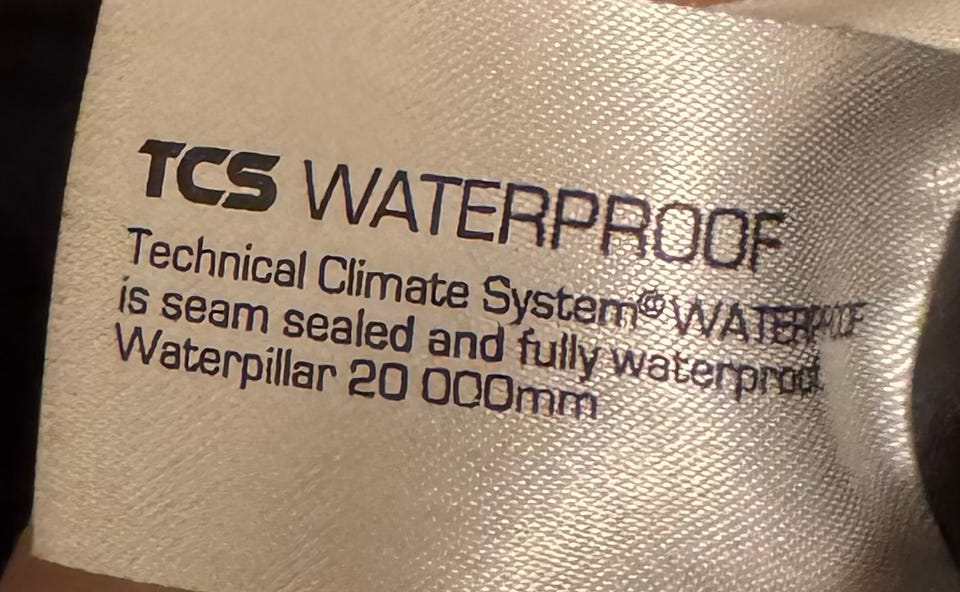 TCS WATERPROOF
Technical Climate System® WATERPROOF
is seam sealed and fully waterproof
Waterpillar 20 000mm